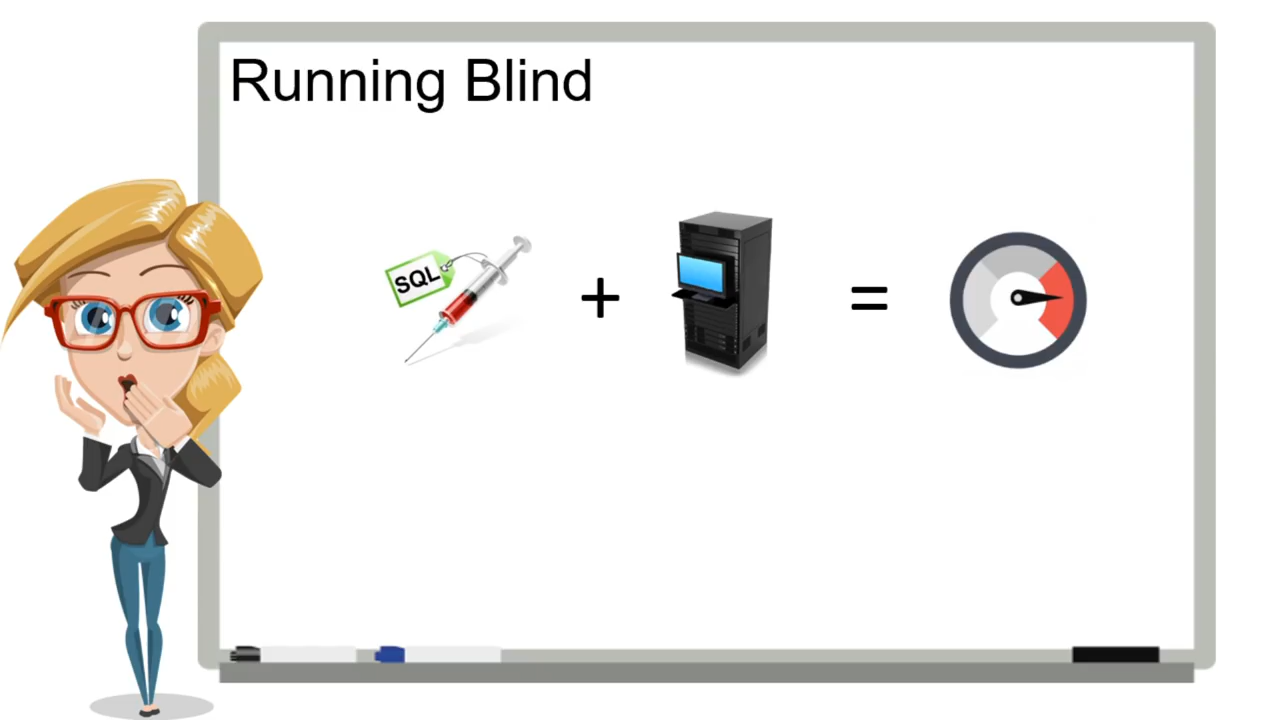 Running Blind
SQL
+
=